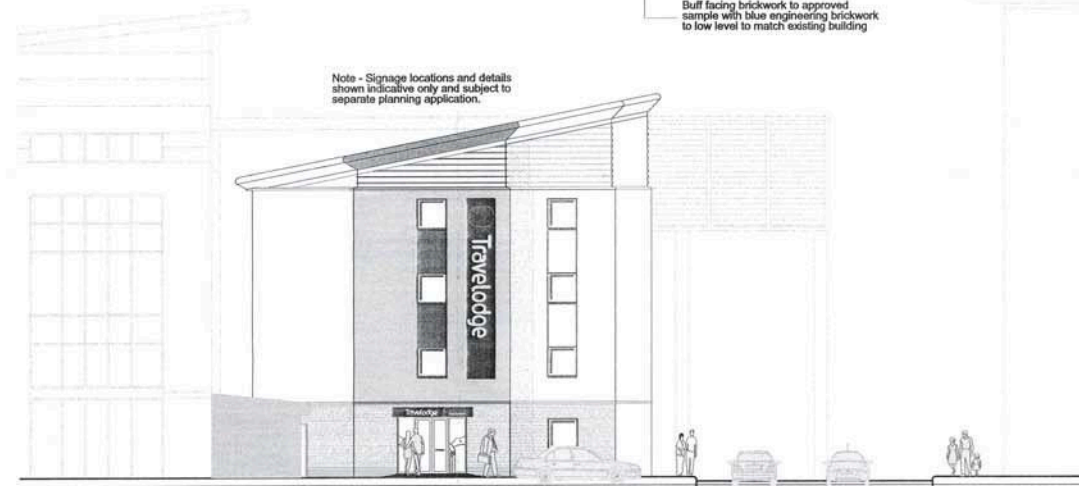 Buff facing brickwork to approved
sample with blue engineering brickwork
to low level to match existing building
Note - Signage locations and details
shown indicative only and subject to
separate planning application.
Travelodge
Travelodge